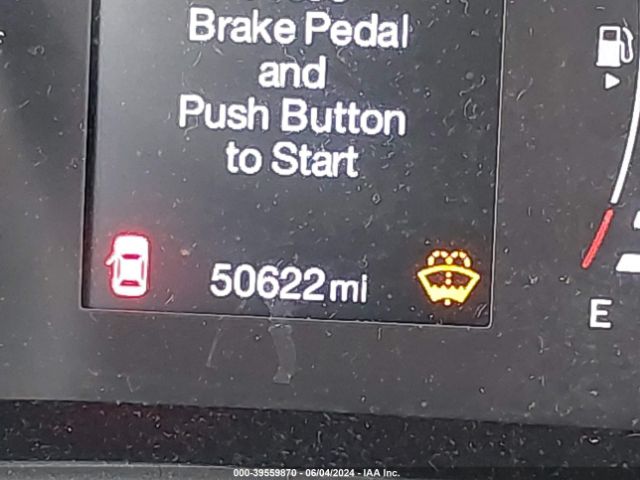 Brake Pedal
and
Push Button
to Start
50622 mi
E
000-39559870 - 06/04/2024 - IAA Inc.